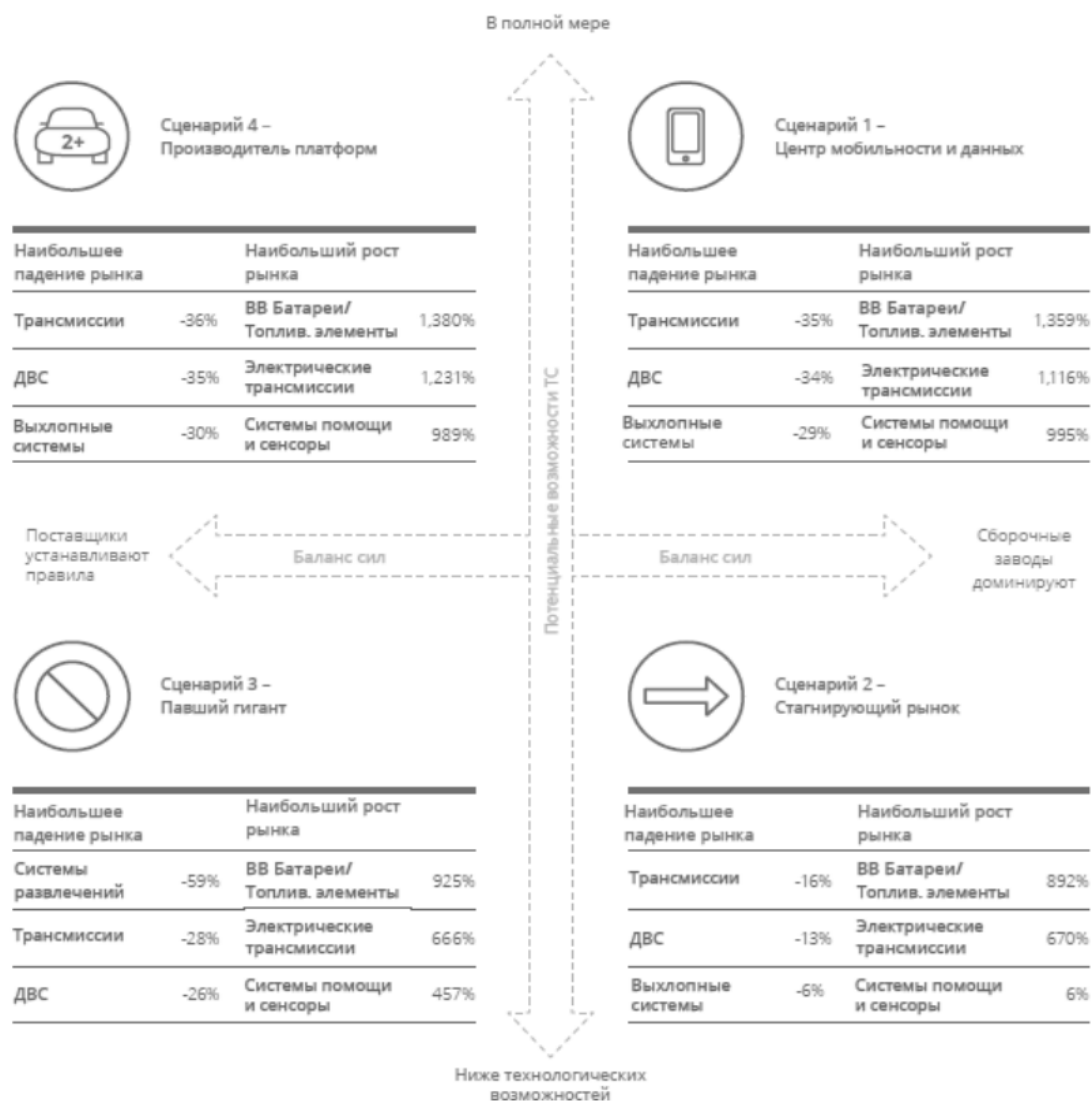 В полной мере
2+
Сценарий 4 –
Производитель платформ
Наибольшее
падение рынка
Наибольший рост
рынка
Трансмиссии
-36%
ВВ Батареи/
Топлив. элементы
1,380%
ДВС
-35%
Электрические
трансмиссии
1,231%
Выхлопные
системы
-30%
Системы помощи
и сенсоры
989%
Сценарий 1 –
Центр мобильности и данных
Наибольшее
падение рынка
Наибольший рост
рынка
Трансмиссии
-35%
ВВ Батареи/
Топлив. элементы
1,359%
ДВС
-34%
Электрические
трансмиссии
1,116%
Выхлопные
системы
-29%
Системы помощи
и сенсоры
995%
Поставщики
устанавливают
правила
Баланс сил
Потенциальные возможности ТС
Баланс сил
Сборочные
заводы
доминируют
Сценарий 3 –
Павший гигант
Наибольшее
падение рынка
Наибольший рост
рынка
Системы
развлечений
-59%
ВВ Батареи/
Топлив. элементы
925%
Трансмиссии
-28%
Электрические
трансмиссии
666%
ДВС
-26%
Системы помощи
и сенсоры
457%
Сценарий 2 –
Стагнирующий рынок
Наибольшее
падение рынка
Наибольший рост
рынка
Трансмиссии
-16%
ВВ Батареи/
Топлив. элементы
892%
ДВС
-13%
Электрические
трансмиссии
670%
Выхлопные
системы
-6%
Системы помощи
и сенсоры
6%
Ниже технологических
возможностей